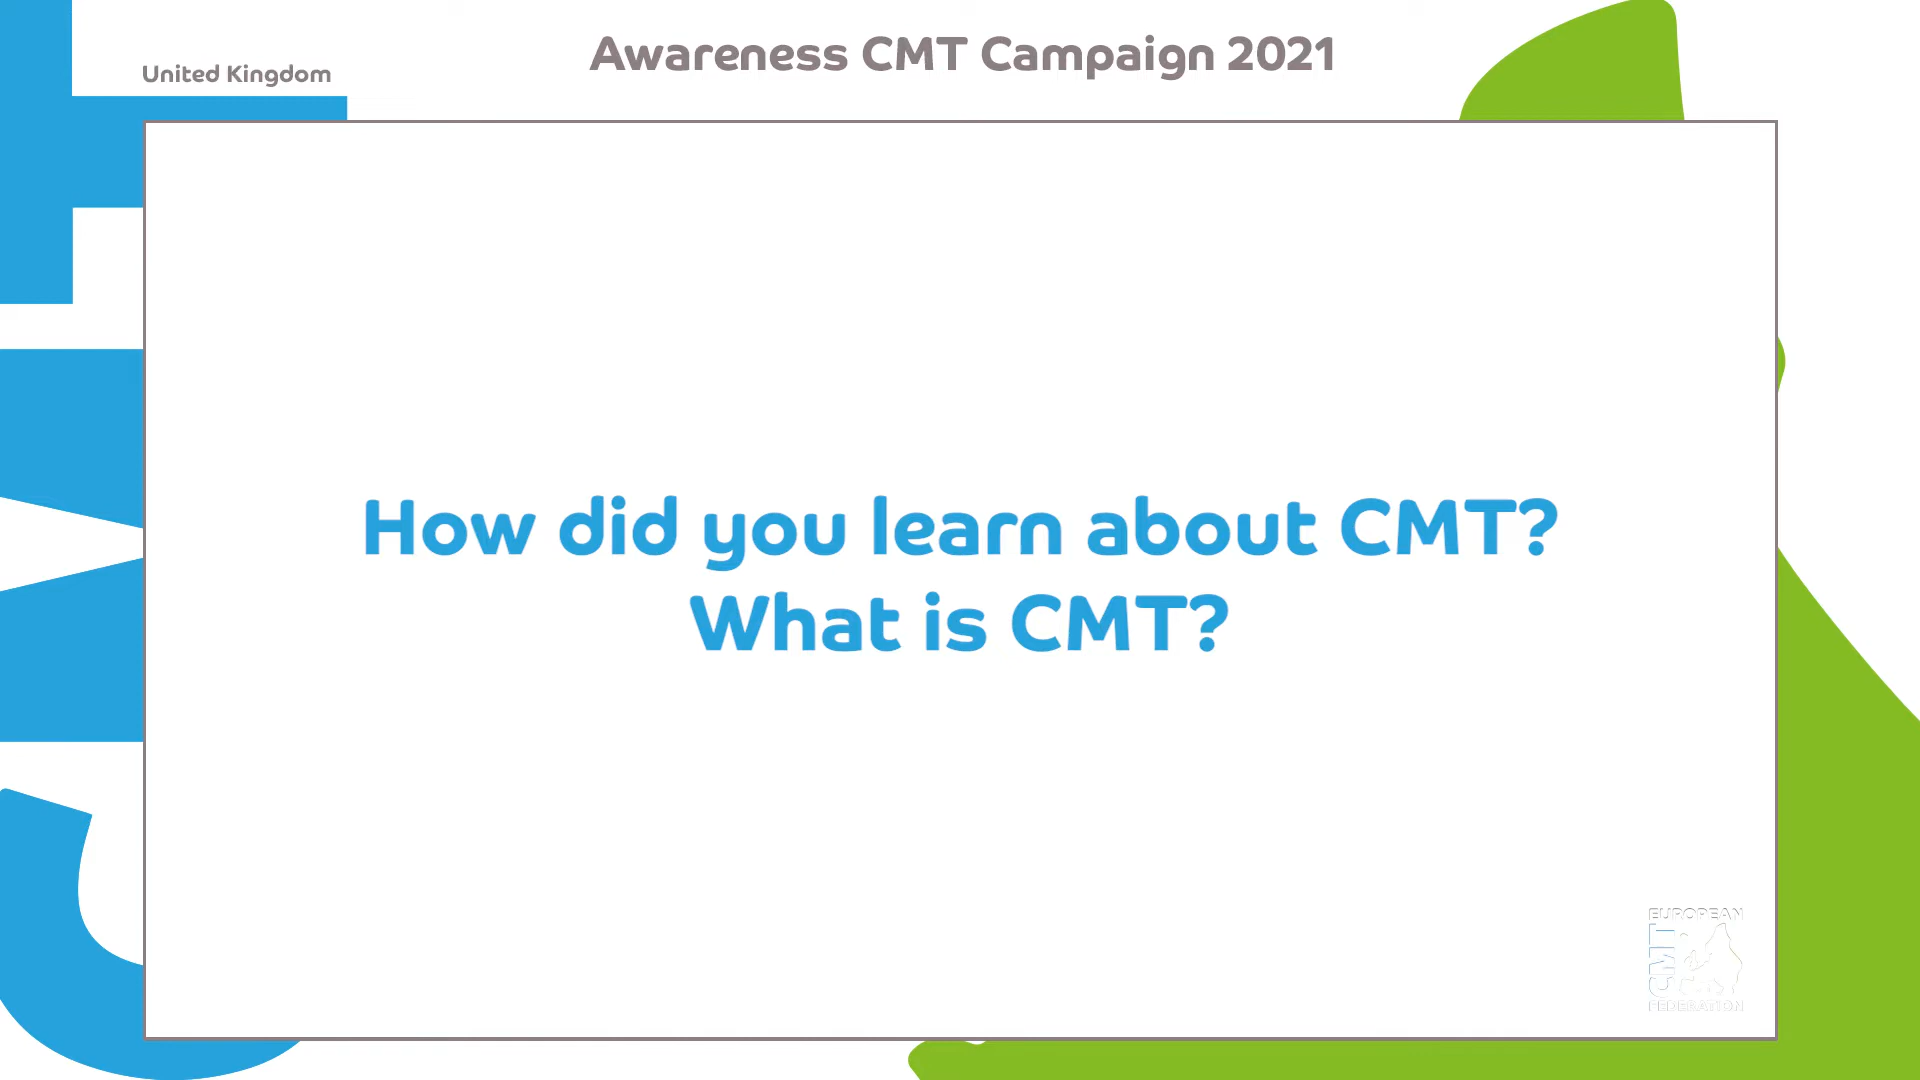 United Kingdom
Awareness CMT Campaign 2021
How did you learn about CMT?
What is CMT?
EUROPEAN
CMT
FEDERATION